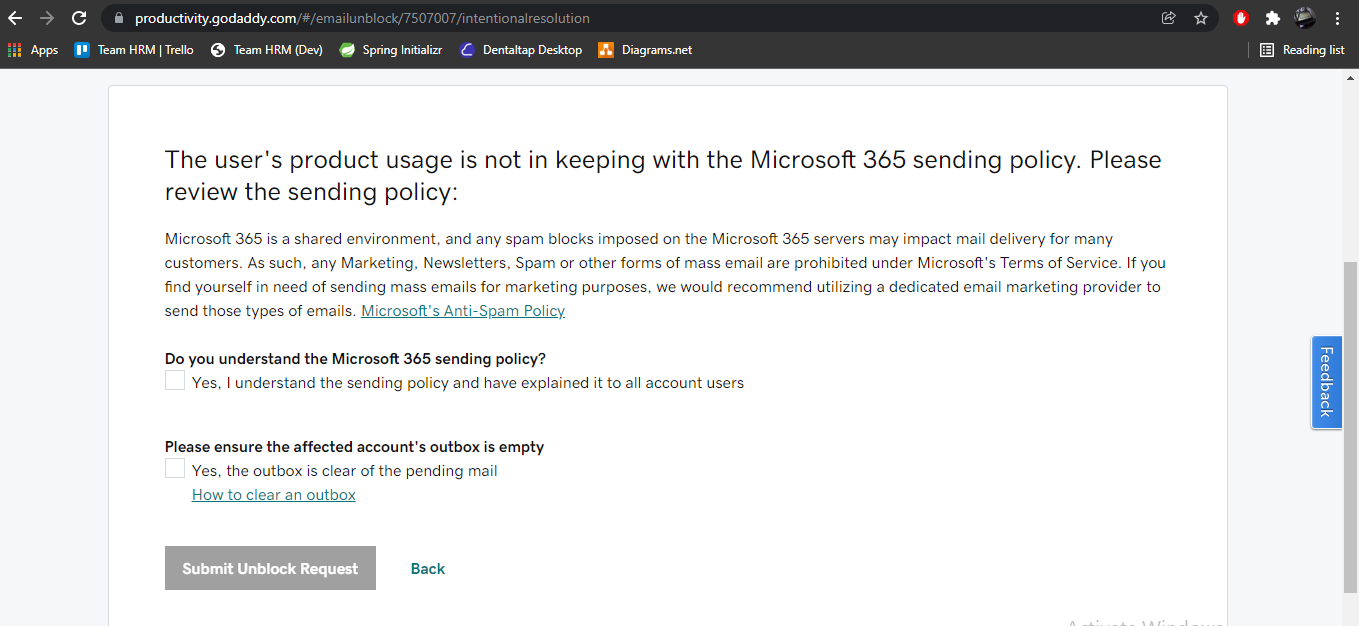 productivity.godaddy.com/#/emailunblock/7507007/intentionalresolution
Apps Team HRM | Trello Team HRM (Dev) Spring Initializr Dentaltap Desktop Diagrams.net Reading list
The user's product usage is not in keeping with the Microsoft 365 sending policy. Please
review the sending policy:
Microsoft 365 is a shared environment, and any spam blocks imposed on the Microsoft 365 servers may impact mail delivery for many
customers. As such, any Marketing, Newsletters, Spam or other forms of mass email are prohibited under Microsoft's Terms of Service. If you
find yourself in need of sending mass emails for marketing purposes, we would recommend utilizing a dedicated email marketing provider to
send those types of emails. Microsoft's Anti-Spam Policy
Do you understand the Microsoft 365 sending policy?
Yes, I understand the sending policy and have explained it to all account users
Please ensure the affected account's outbox is empty
Yes, the outbox is clear of the pending mail
How to clear an outbox
Submit Unblock Request Back
Feedback
Activate Windows